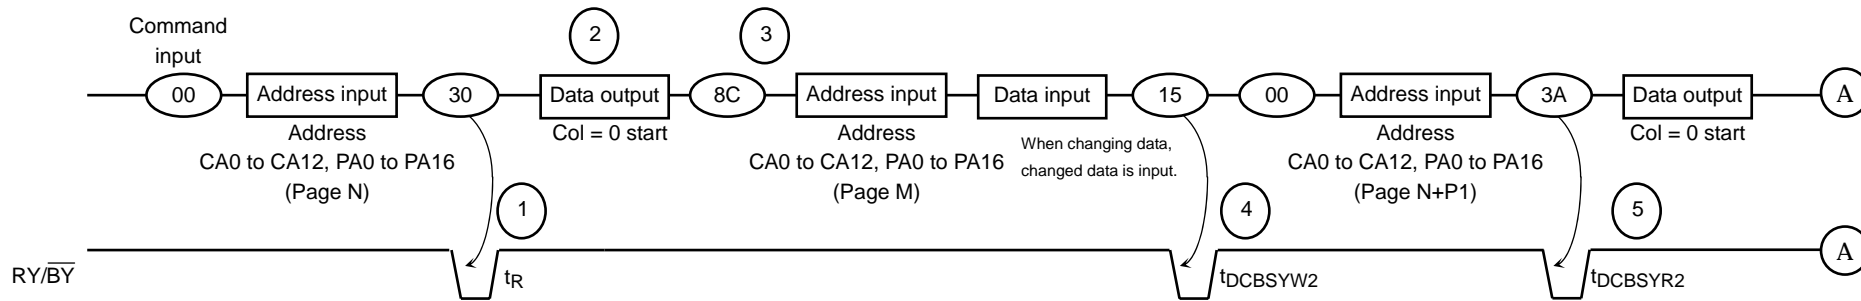 Command
input
2
3
00
Address input
30
Data output
8C
Address input
Data input
15
00
Address input
3A
Data output
A
Address
CA0 to CA12, PA0 to PA16
(Page N)
Col = 0 start
Address
CA0 to CA12, PA0 to PA16
(Page M)
When changing data,
changed data is input.
Address
CA0 to CA12, PA0 to PA16
(Page N+P1)
Col = 0 start
1
4
5
RY/BY
tR
tDCBSYW2
tDCBSYR2
A